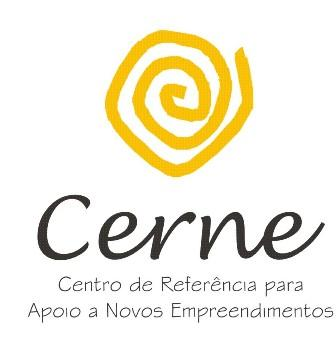 Cerne
Centro de Referência para
Apoio a Novos Empreendimentos